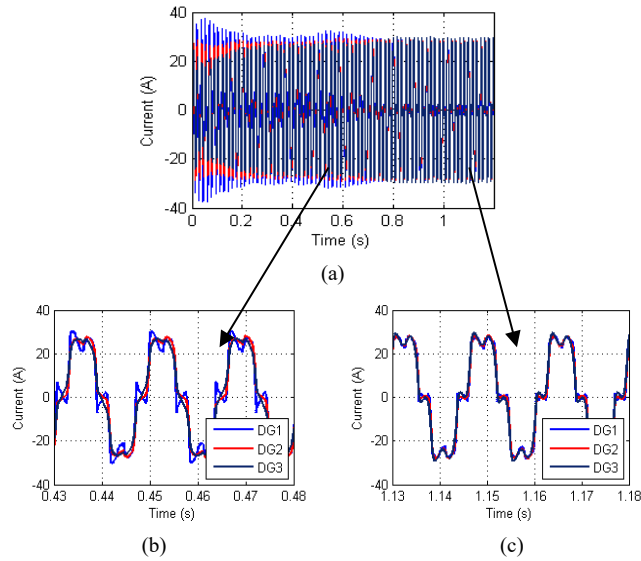 40
20
0
-20
-40
Current (A)
0 0.2 0.4 0.6 0.8 1
Time (s)
(a)
40
20
0
-20
-40
Current (A)
DG1
DG2
DG3
0.43 0.44 0.45 0.46 0.47 0.48
Time (s)
(b)
40
20
0
-20
-40
Current (A)
DG1
DG2
DG3
1.13 1.14 1.15 1.16 1.17 1.18
Time (s)
(c)